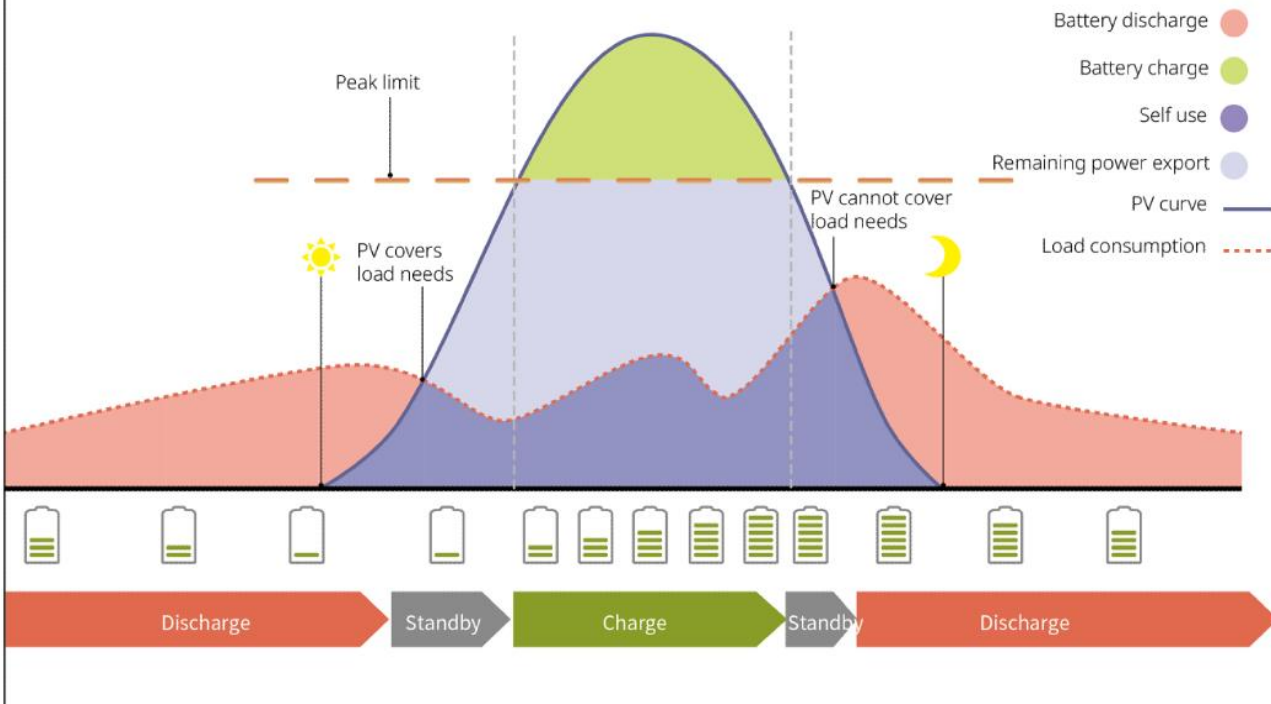 Battery discharge
Battery charge
Self use
Remaining power export
PV curve
Load consumption
Peak limit
PV cannot cover
load needs
PV covers
load needs
Discharge
Standby
Charge
Standby
Discharge